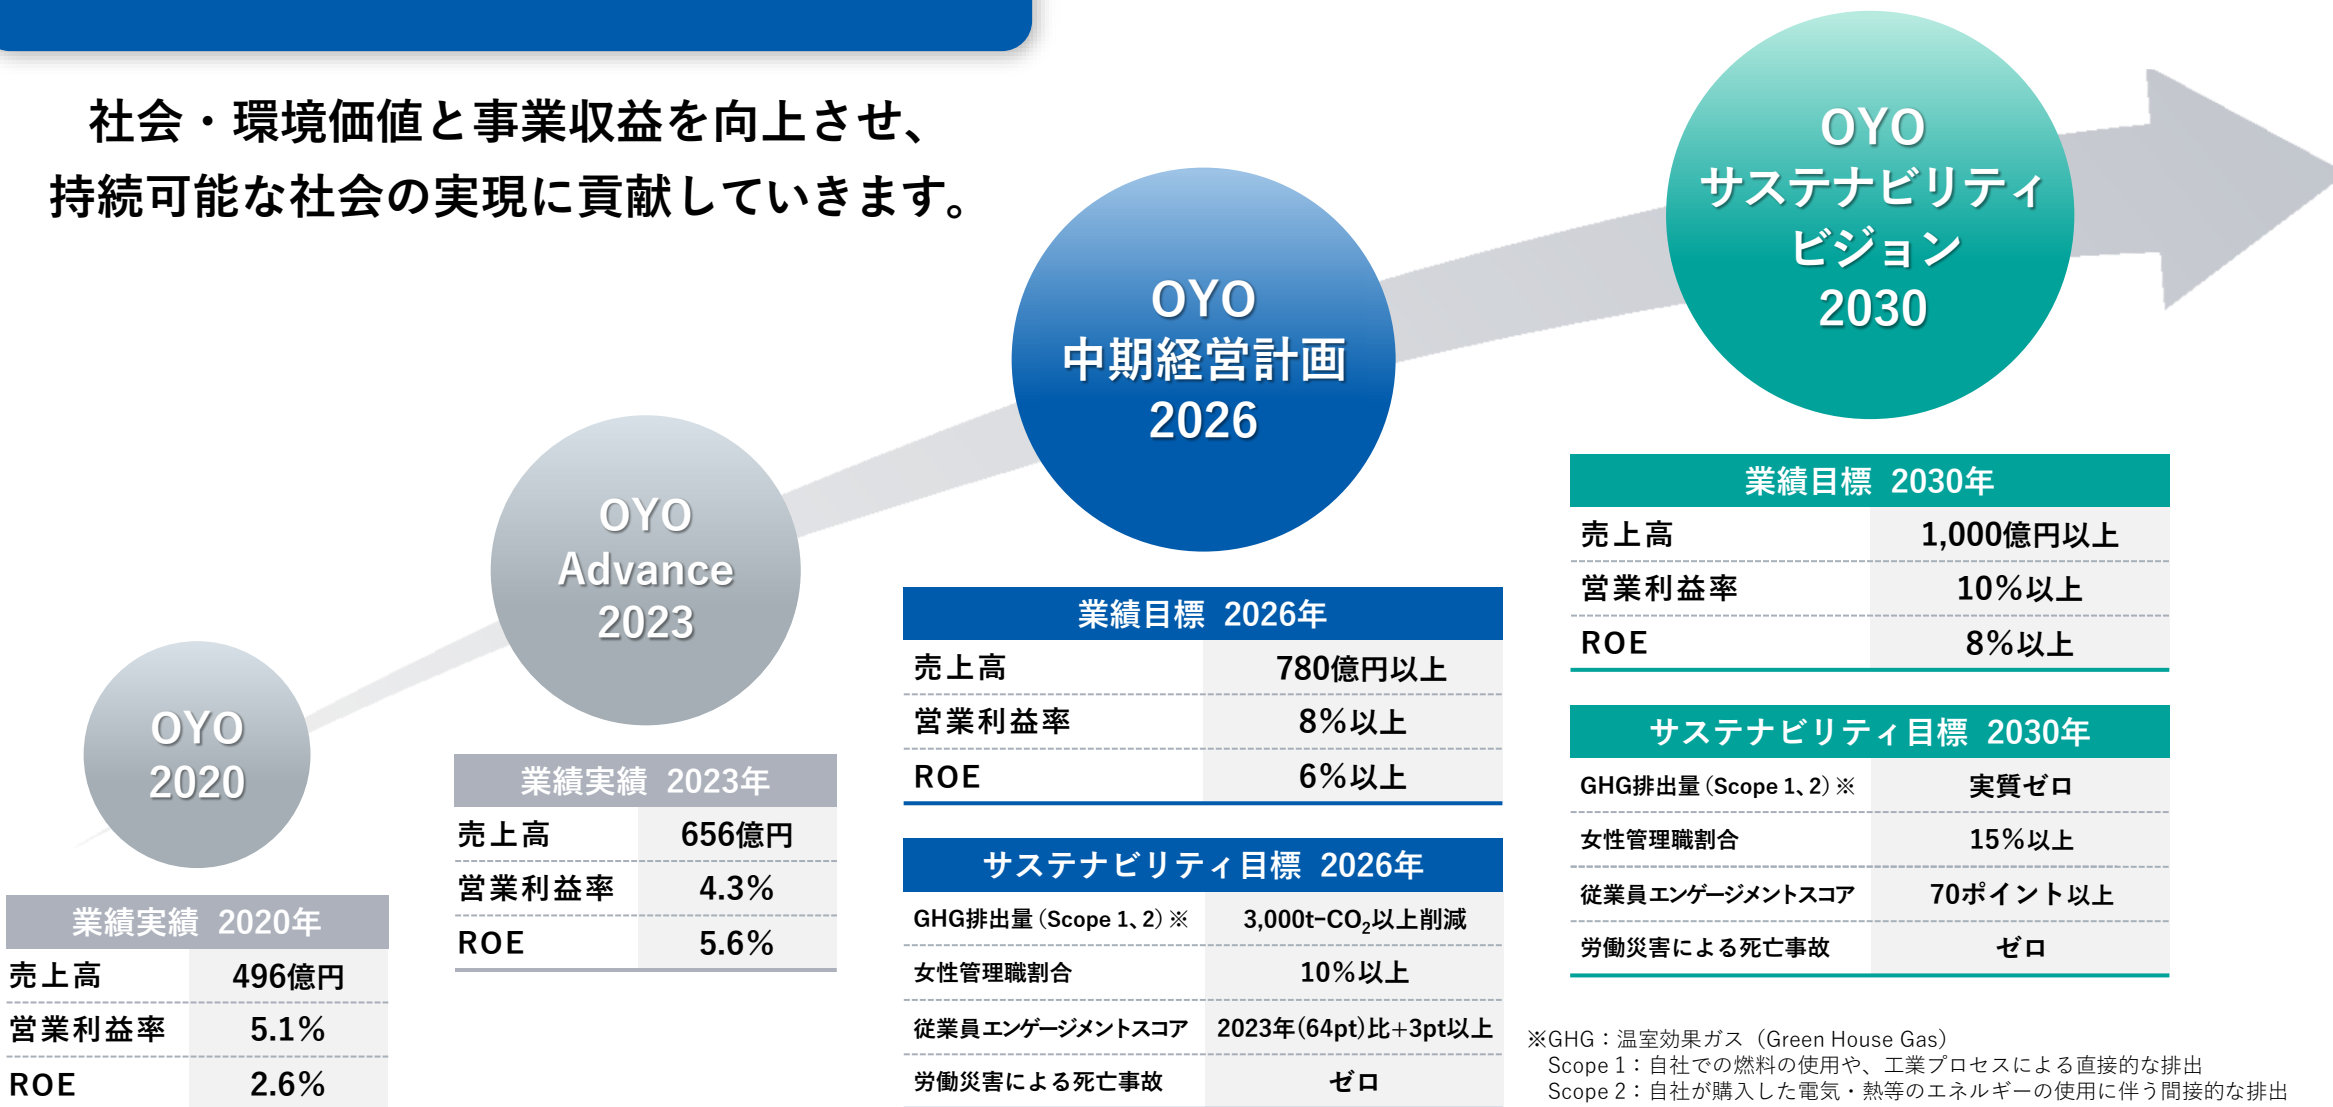 社会・環境価値と事業収益を向上させ、
持続可能な社会の実現に貢献していきます。
OYO
2020
業績実績 2020年
売上高 496億円
営業利益率 5.1%
ROE 2.6%
OYO
Advance
2023
業績実績 2023年
売上高 656億円
営業利益率 4.3%
ROE 5.6%
OYO
中期経営計画
2026
業績目標 2026年
売上高 780億円以上
営業利益率 8%以上
ROE 6%以上
サステナビリティ目標 2026年
GHG排出量(Scope 1、2)※ 3,000t-CO₂以上削減
女性管理職割合 10%以上
従業員エンゲージメントスコア 2023年(64pt)比+3pt以上
労働災害による死亡事故 ゼロ
OYO
サステナビリティ
ビジョン
2030
業績目標 2030年
売上高 1,000億円以上
営業利益率 10%以上
ROE 8%以上
サステナビリティ目標 2030年
GHG排出量(Scope 1、2)※ 実質ゼロ
女性管理職割合 15%以上
従業員エンゲージメントスコア 70ポイント以上
労働災害による死亡事故 ゼロ
※GHG：温室効果ガス（Green House Gas）
Scope 1：自社での燃料の使用や、工業プロセスによる直接的な排出
Scope 2：自社が購入した電気・熱等のエネルギーの使用に伴う間接的な排出